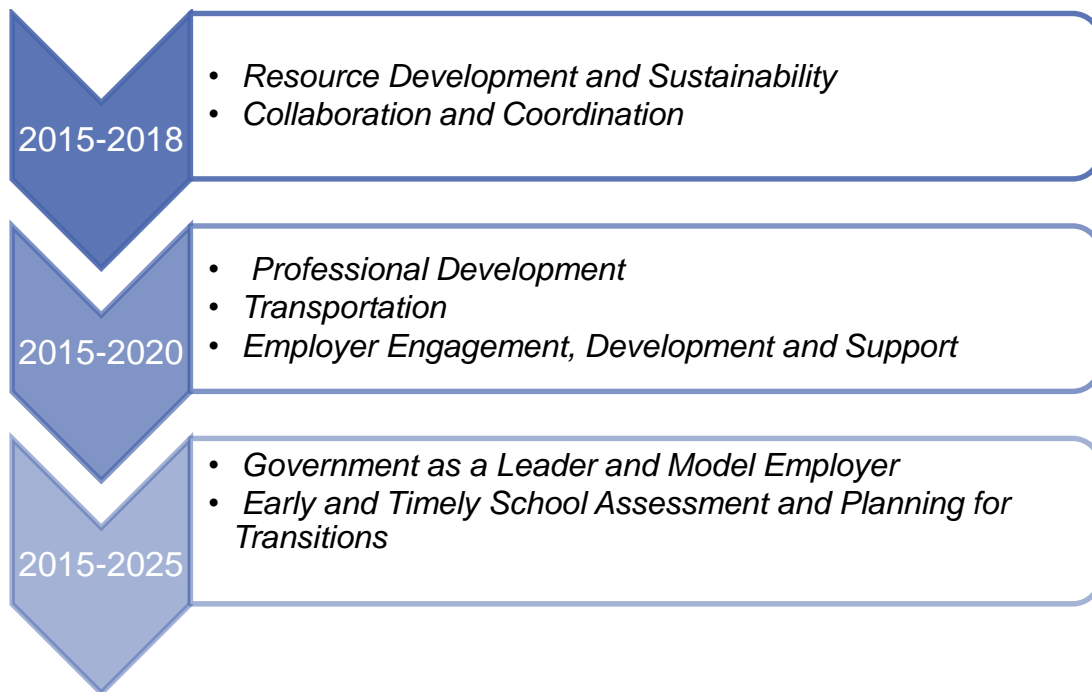 2015-2018
• Resource Development and Sustainability
• Collaboration and Coordination
2015-2020
• Professional Development
• Transportation
• Employer Engagement, Development and Support
2015-2025
• Government as a Leader and Model Employer
• Early and Timely School Assessment and Planning for
Transitions